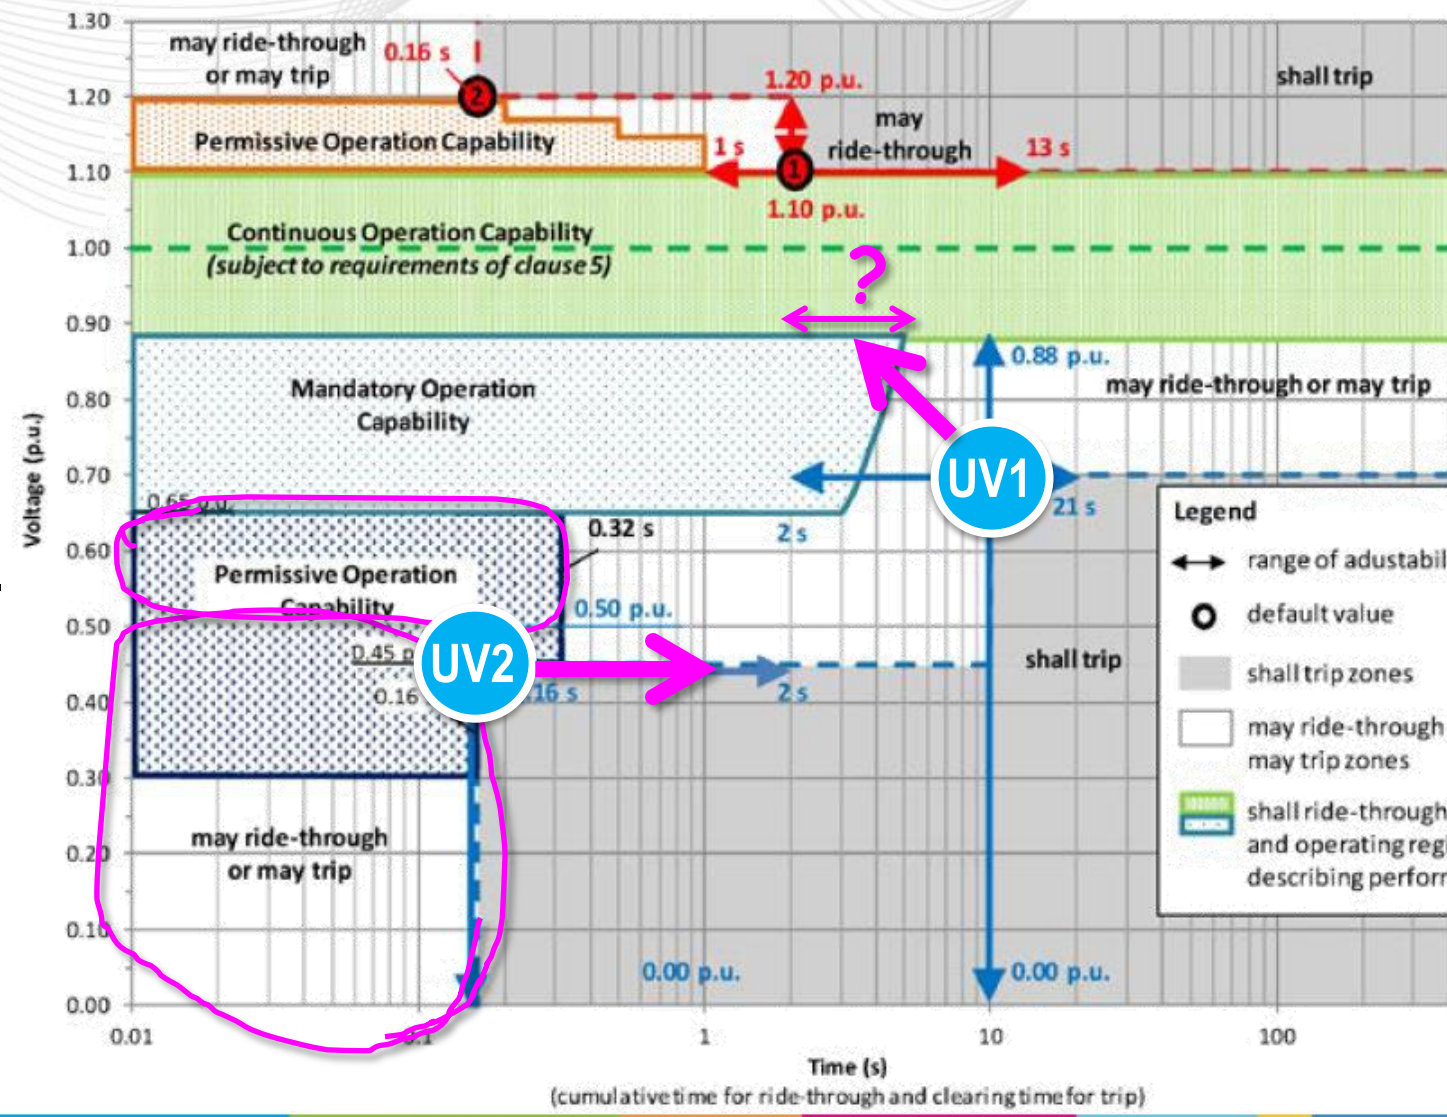 1.30
may ride-through
or may trip
0.16 s
1.20
2
1.20 p.u.
shall trip
may
ride-through
Permissive Operation Capability
1 s
13 s
1.10
1
1.10 p.u.
Continuous Operation Capability
(subject to requirements of clause 5)
1.00
?
0.90
0.88 p.u.
may ride-through or may trip
Mandatory Operation
Capability
0.80
Voltage (p.u.)
0.70
UV1
21 s
2 s
0.65 p.u.
0.32 s
0.60
Permissive Operation
Capability
0.50 p.u.
0.50
0.45 p
UV2
0.16
.16 s
2 s
shall trip
0.40
0.30
may ride-through
or may trip
0.20
0.10
0.00 p.u.
0.00 p.u.
0.00
Legend
range of adustabil
default value
shall trip zones
may ride-through
may trip zones
shall ride-through
and operating regi
describing perforr
0.01
0.1
1
10
100
Time (s)
(cumulative time for ride-through and clearing time for trip)